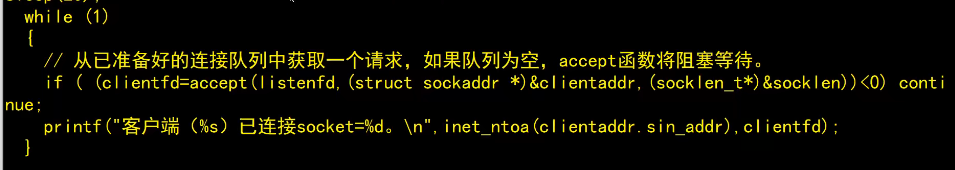 while (1)
{
// 从已准备好的连接队列中获取一个请求，如果队列为空，accept函数将阻塞等待。
if ( (clientfd=accept(listenfd,(struct sockaddr *)&clientaddr,(socklen_t*)&socklen))<0) conti
nue;
printf("客户端（%s）已连接socket=%d。\n",inet_ntoa(clientaddr.sin_addr),clientfd);
}